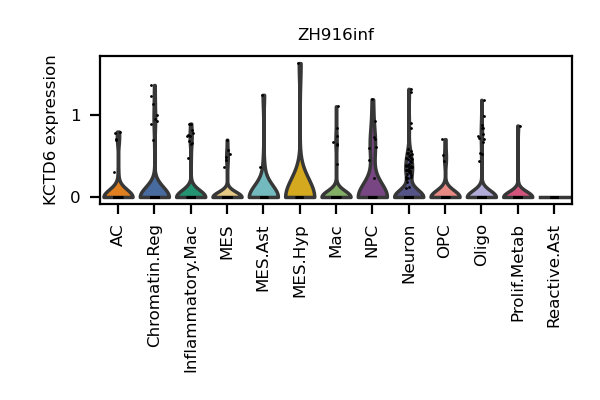 ZH916inf
KCTD6 expression
1
0
AC
Chromatin.Reg
Inflammatory.Mac
MES
MES.Ast
MES.Hyp
Mac
NPC
Neuron
OPC
Oligo
Prolif.Metab
Reactive.Ast